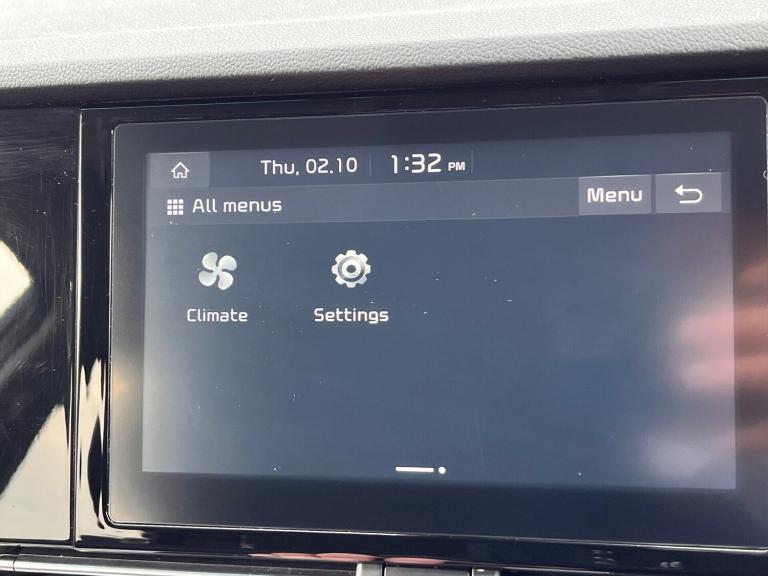 Thu, 02.10 1:32 PM
All menus Menu
Climate Settings